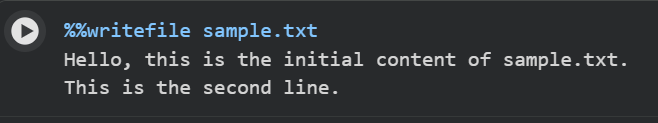 %%writefile sample.txt
Hello, this is the initial content of sample.txt.
This is the second line.